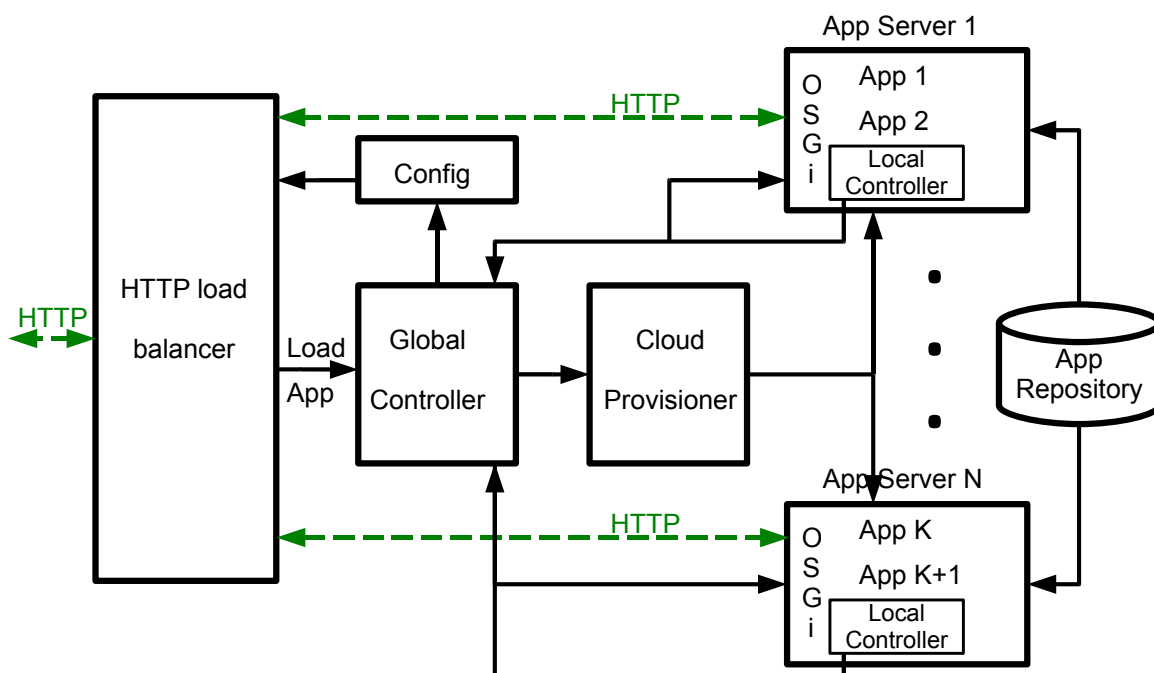 App Server 1
App 1
App 2
O
S
G
i
Local
Controller
HTTP
Config
HTTP load
balancer
HTTP
Load
App
Global
Controller
Cloud
Provisioner
App
Repository
App Server N
HTTP
O
S
G
i
App K
App K+1
Local
Controller